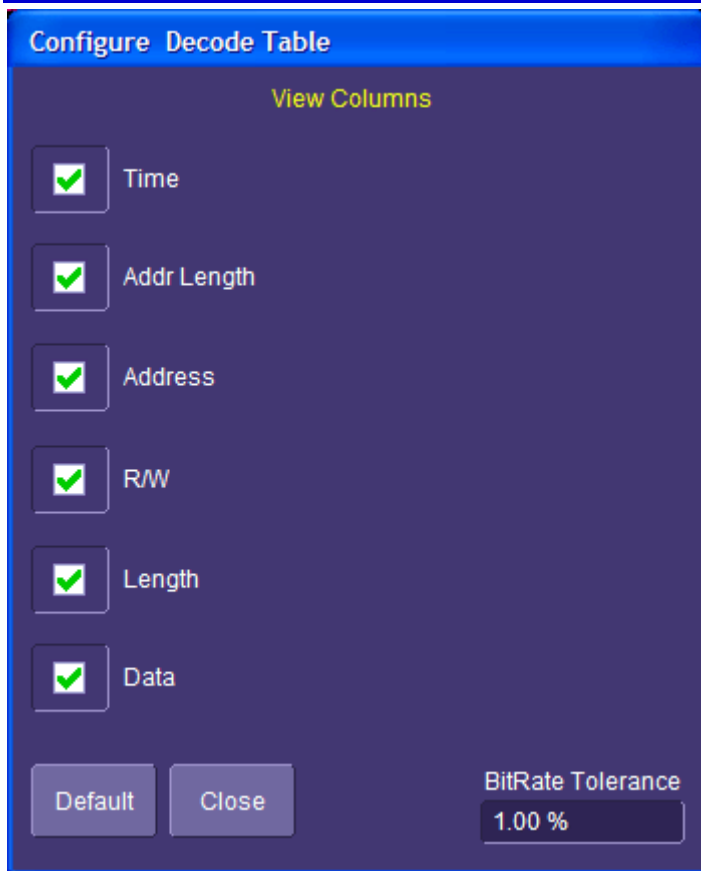 Configure Decode Table
View Columns
Time
Addr Length
Address
R/W
Length
Data
Default Close
BitRate Tolerance
1.00 %